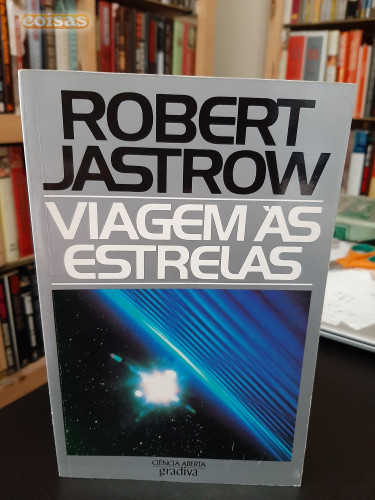 coisas
ROBERT
JASTROW
VIAGEM ÀS
ESTRELAS
CIÊNCIA ABERTA
gradiva